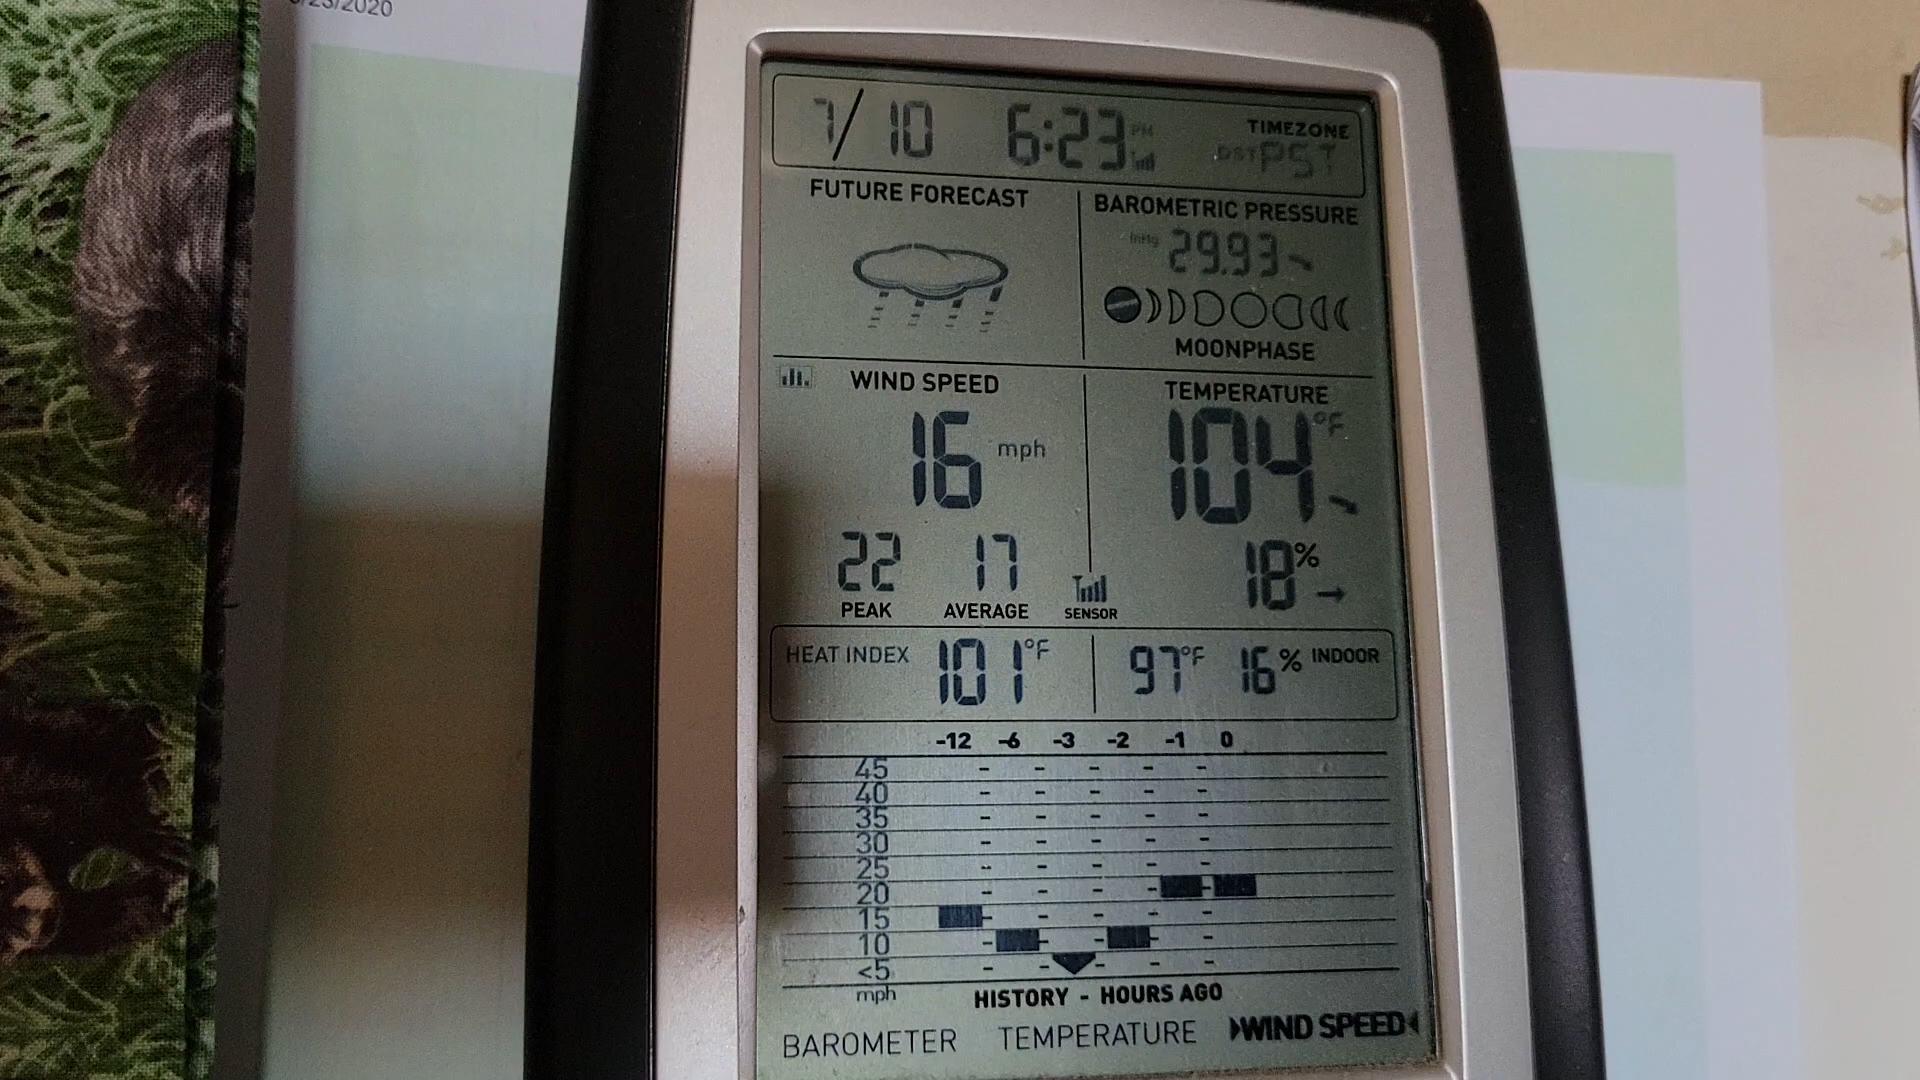 /23/2020
7/10 6:23 PM TIMEZONE
DST PST
FUTURE FORECAST
BAROMETRIC PRESSURE
inHg 29.93
MOONPHASE
WIND SPEED
16 mph
22 17
PEAK AVERAGE
SENSOR
TEMPERATURE
104 °F
18%
HEAT INDEX 101 °F
97 °F 16% INDOOR
-12 -6 -3 -2 -1 0
45
40
35
30
25
20
15
10
<5
mph
HISTORY - HOURS AGO
BAROMETER TEMPERATURE WIND SPEED